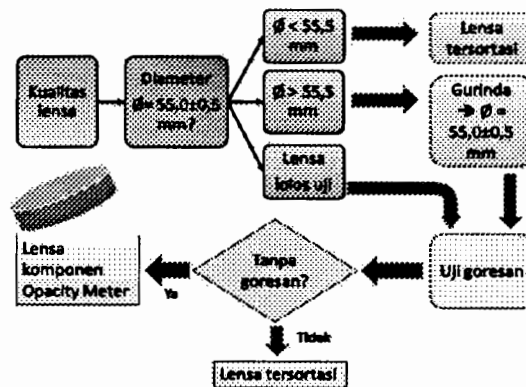 Ø < 55,5
mm
Lensa
tersortasi
Kualitas
lensa
Diameter
Ø= 55,0±0,5
mm?
Ø > 55,5
mm
Gurinda
→ Ø =
55,0±0,5
mm
Lensa
lolos uji
Lensa
komponen
Opacity Meter
Ya
Tanpa
goresan?
Uji goresan
Tidak
Lensa tersortasi